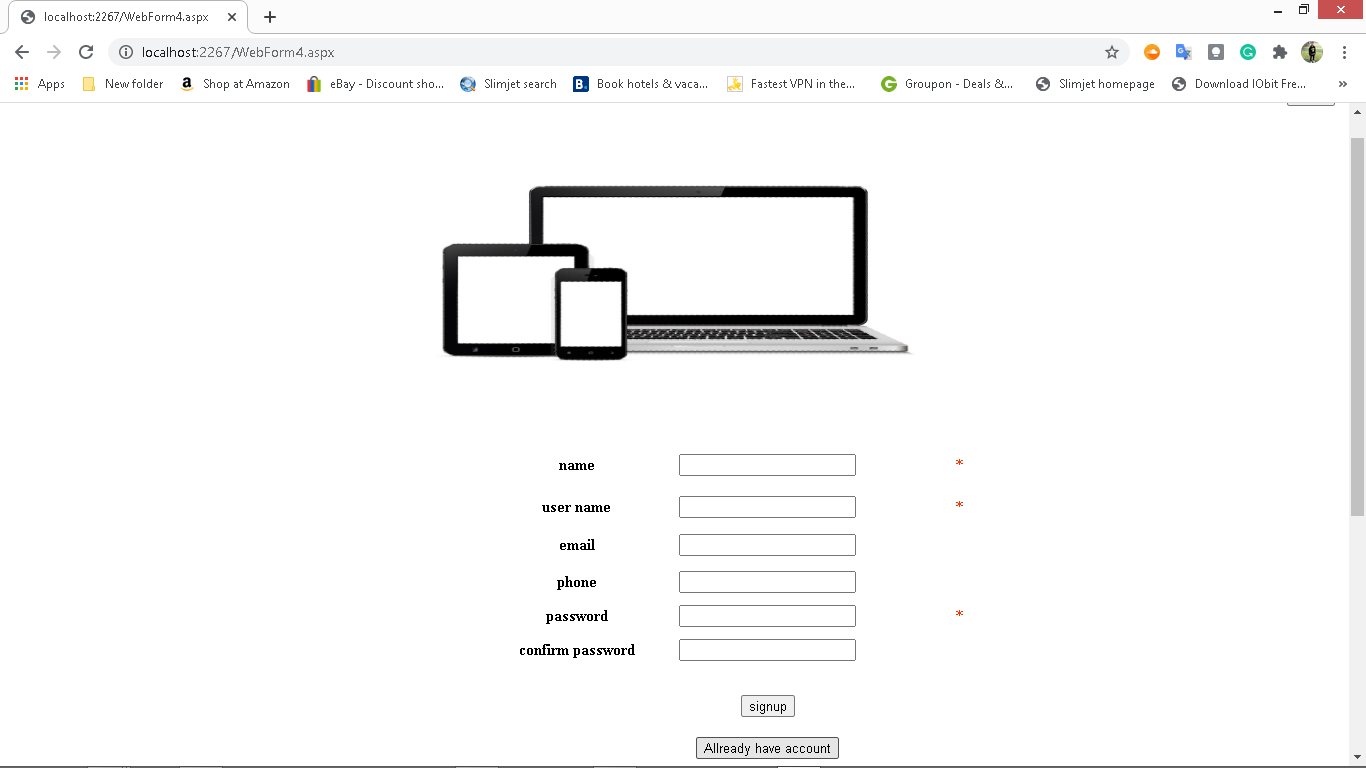 localhost:2267/WebForm4.aspx
localhost:2267/WebForm4.aspx
Apps New folder Shop at Amazon eBay - Discount sho... Slimjet search Book hotels & vaca... Fastest VPN in the... Groupon - Deals &... Slimjet homepage Download IObit Fre... »
name *
user name *
email
phone
password *
confirm password
signup
Allready have account